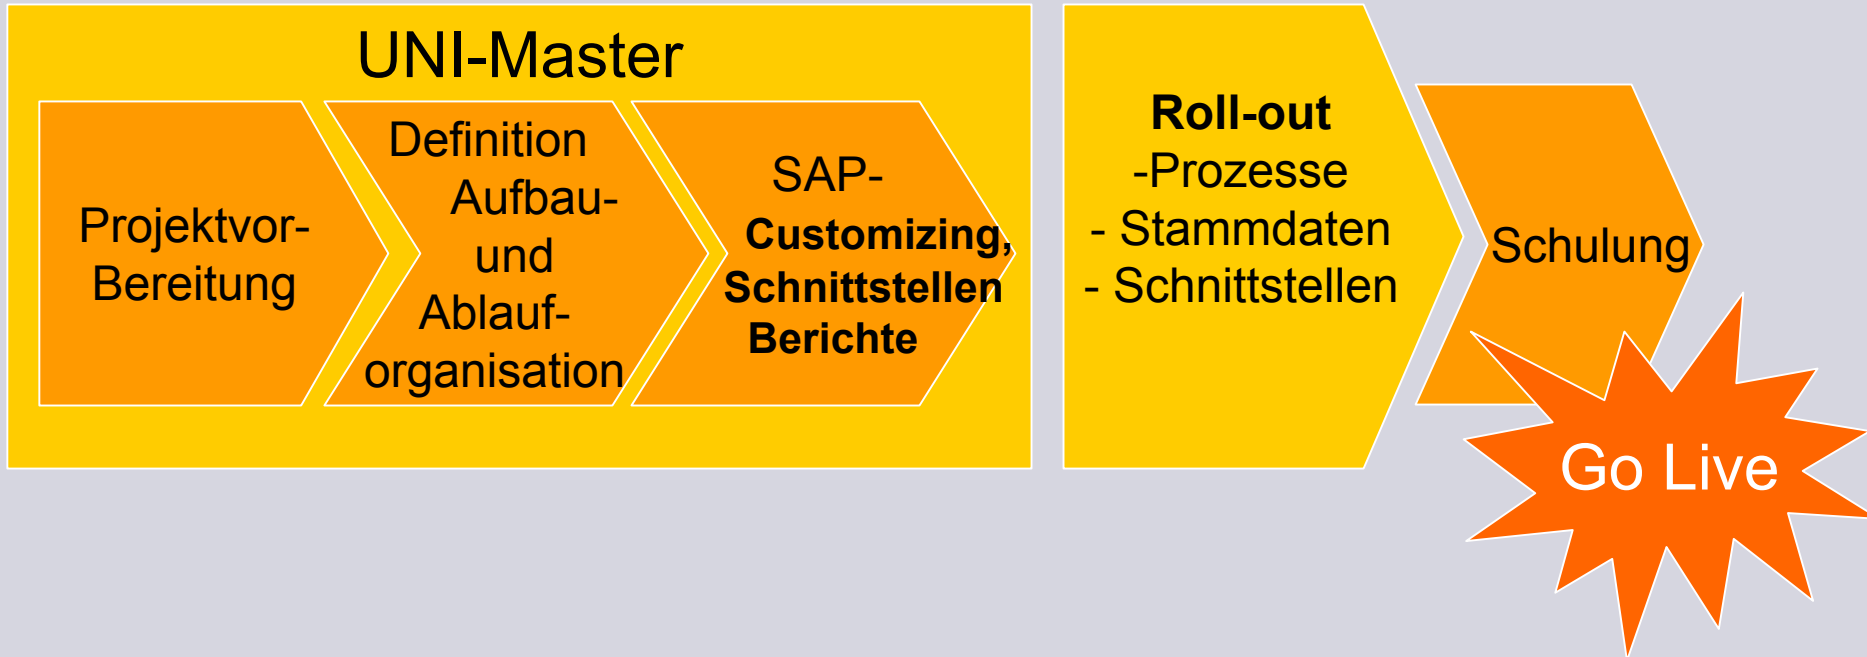 UNI-Master
Projektvor-
Bereitung
Definition
Aufbau-
und
Ablauf-
organisation
SAP-
Customizing,
Schnittstellen
Berichte
Roll-out
-Prozesse
- Stammdaten
- Schnittstellen
Schulung
Go Live